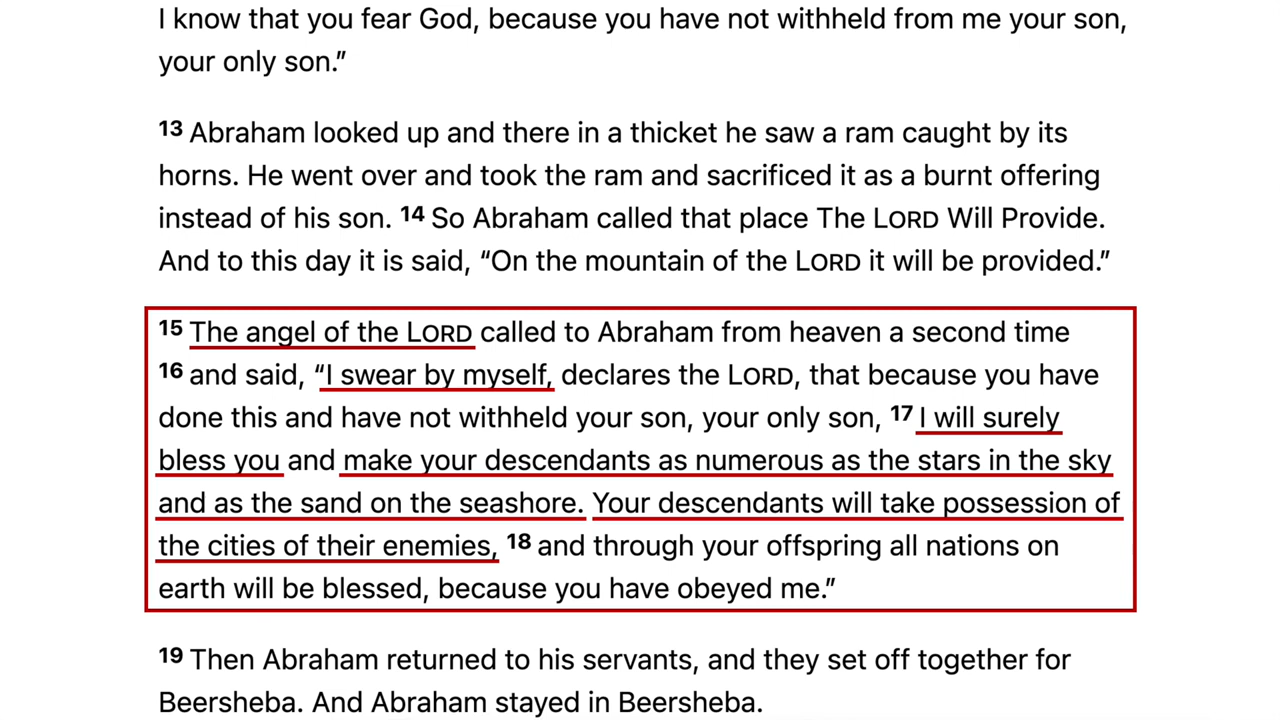 I know that you fear God, because you have not withheld from me your son,
your only son.”
13 Abraham looked up and there in a thicket he saw a ram caught by its
horns. He went over and took the ram and sacrificed it as a burnt offering
instead of his son. 14 So Abraham called that place The LORD Will Provide.
And to this day it is said, “On the mountain of the LORD it will be provided.”
15 The angel of the LORD called to Abraham from heaven a second time
16 and said, “I swear by myself, declares the LORD, that because you have
done this and have not withheld your son, your only son, 17 I will surely
bless you and make your descendants as numerous as the stars in the sky
and as the sand on the seashore. Your descendants will take possession of
the cities of their enemies, 18 and through your offspring all nations on
earth will be blessed, because you have obeyed me.”
19 Then Abraham returned to his servants, and they set off together for
Beersheba. And Abraham stayed in Beersheba.